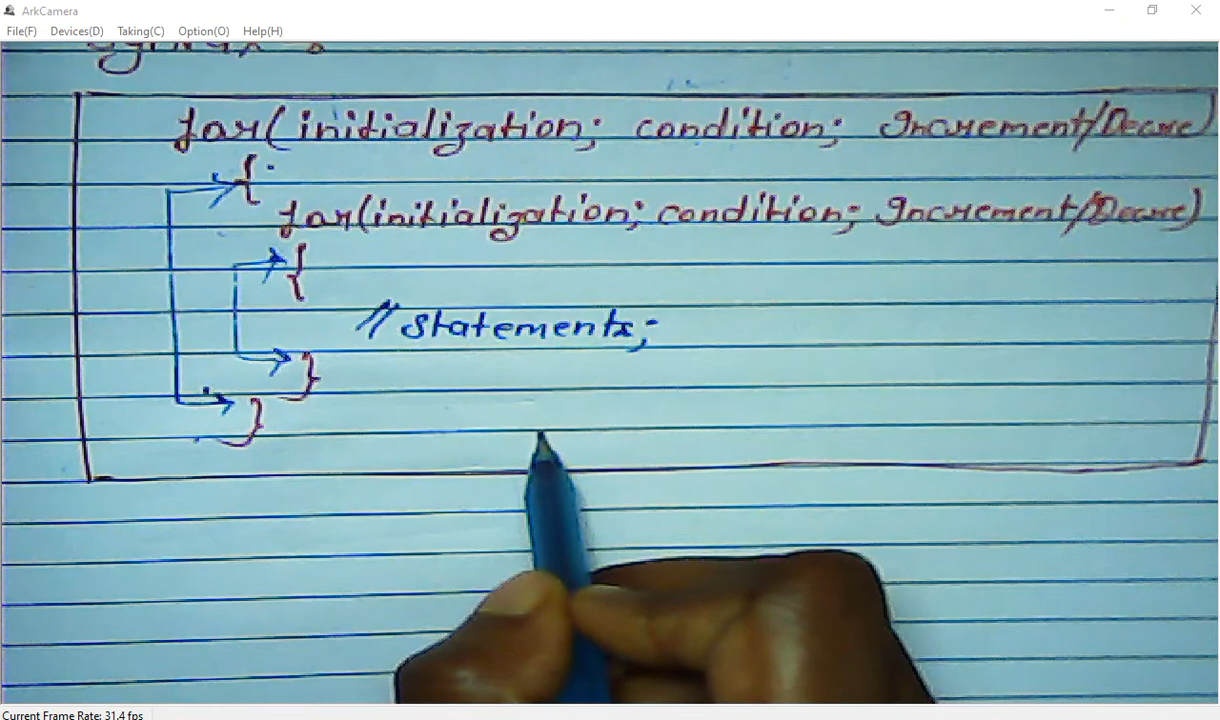 ArkCamera
File(F) Devices(D) Taking(C) Option(O) Help(H)
for(initialization; condition; Increment/Decre)
{
for(initialization; condition; Increment/Decre)
{
// Statements;
}
}
Current Frame Rate: 31.4 fps